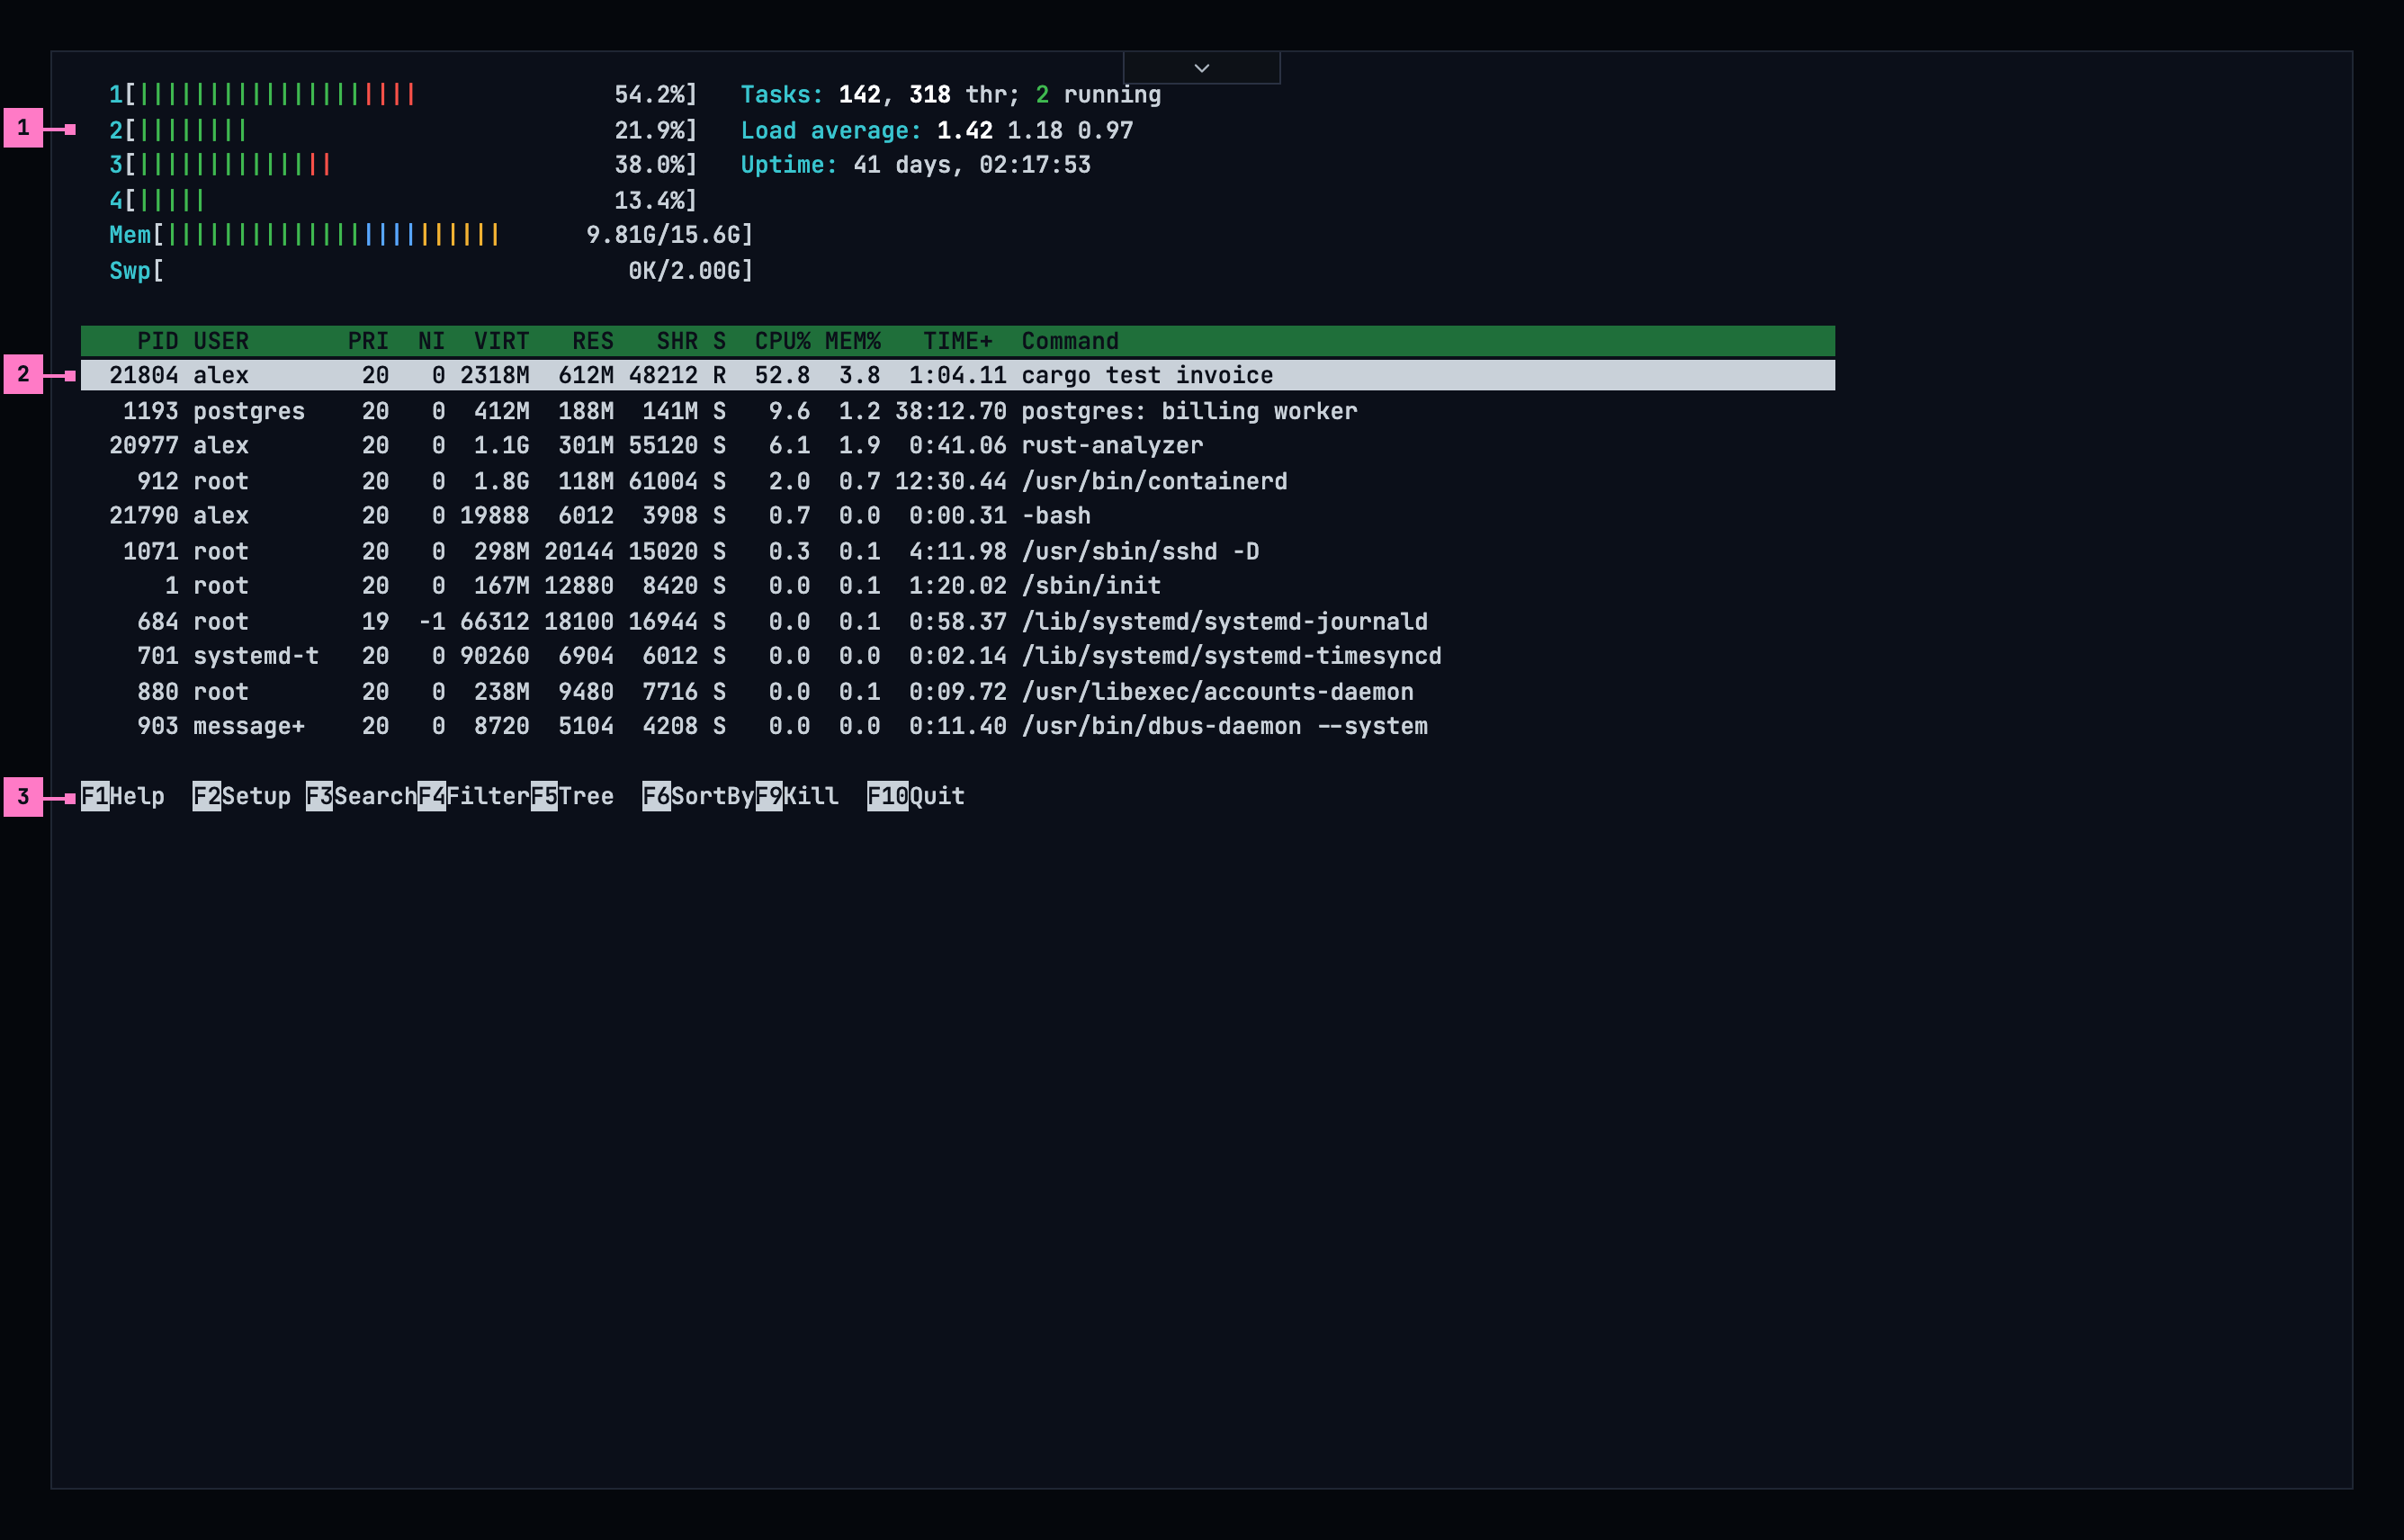 1[||||||||||||||||||||              54.2%]   Tasks: 142, 318 thr; 2 running
1
2[||||||||                          21.9%]   Load average: 1.42 1.18 0.97
3[||||||||||||||                    38.0%]   Uptime: 41 days, 02:17:53
4[|||||                             13.4%]
Mem[||||||||||||||||||||||||      9.81G/15.6G]
Swp[                                 0K/2.00G]
PID USER       PRI  NI  VIRT   RES   SHR S  CPU% MEM%   TIME+  Command
2
21804 alex        20   0 2318M  612M 48212 R  52.8  3.8  1:04.11 cargo test invoice
1193 postgres    20   0  412M  188M  141M S   9.6  1.2 38:12.70 postgres: billing worker
20977 alex        20   0  1.1G  301M 55120 S   6.1  1.9  0:41.06 rust-analyzer
912 root        20   0  1.8G  118M 61004 S   2.0  0.7 12:30.44 /usr/bin/containerd
21790 alex        20   0 19888  6012  3908 S   0.7  0.0  0:00.31 -bash
1071 root        20   0  298M 20144 15020 S   0.3  0.1  4:11.98 /usr/sbin/sshd -D
1 root        20   0  167M 12880  8420 S   0.0  0.1  1:20.02 /sbin/init
684 root        19  -1 66312 18100 16944 S   0.0  0.1  0:58.37 /lib/systemd/systemd-journald
701 systemd-t   20   0 90260  6904  6012 S   0.0  0.0  0:02.14 /lib/systemd/systemd-timesyncd
880 root        20   0  238M  9480  7716 S   0.0  0.1  0:09.72 /usr/libexec/accounts-daemon
903 message+    20   0  8720  5104  4208 S   0.0  0.0  0:11.40 /usr/bin/dbus-daemon --system
3
F1Help  F2Setup F3SearchF4FilterF5Tree  F6SortByF9Kill  F10Quit